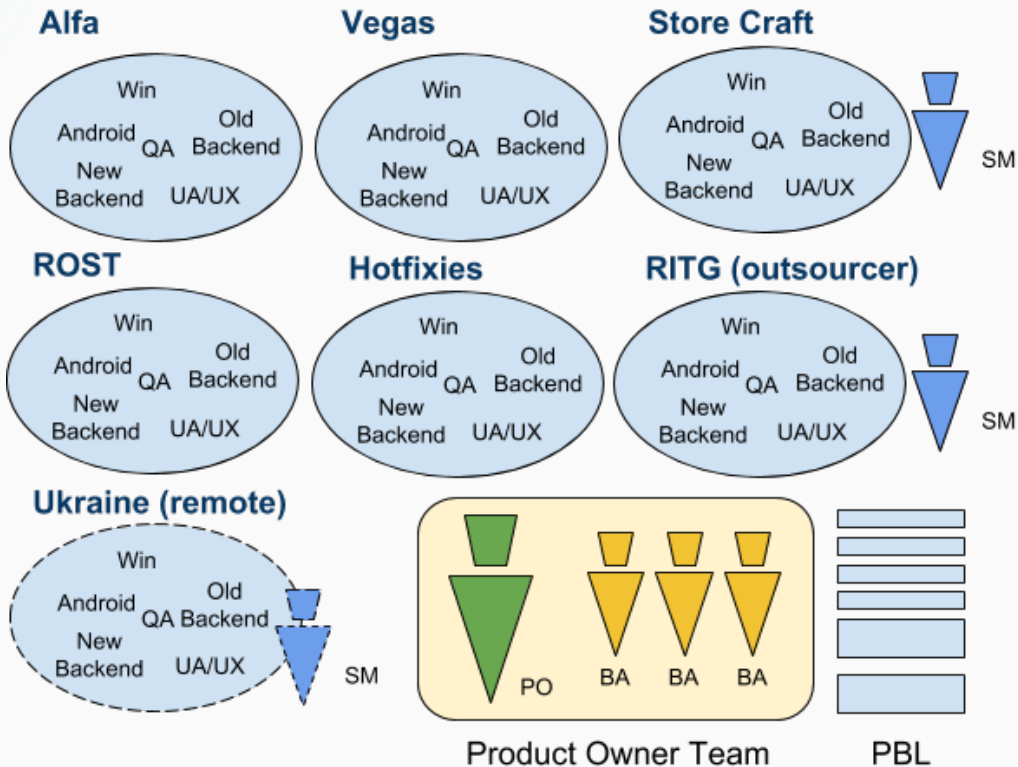 Alfa
Win
Android
QA
Old
Backend
New
Backend
UA/UX
Vegas
Win
Android
QA
Old
Backend
New
Backend
UA/UX
Store Craft
Win
Android
QA
Old
Backend
New
Backend
UA/UX
SM
ROST
Win
Android
QA
Old
Backend
New
Backend
UA/UX
Hotfixies
Win
Android
QA
Old
Backend
New
Backend
UA/UX
RITG (outsourcer)
Win
Android
QA
Old
Backend
New
Backend
UA/UX
SM
Ukraine (remote)
Win
Android
QA
Old
Backend
New
Backend
UA/UX
SM
PO
BA
BA
BA
Product Owner Team
PBL